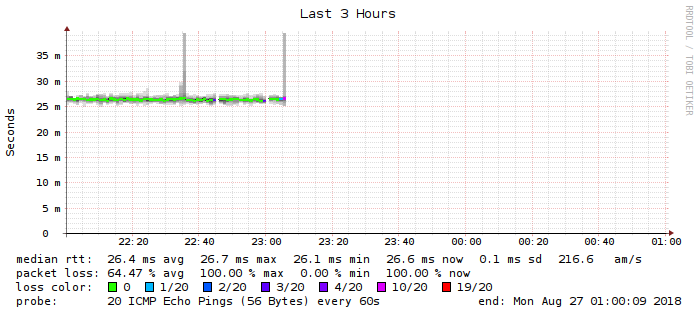 Last 3 Hours
RRDTOOL / TOBI OETIKER
Seconds
35 m
30 m
25 m
20 m
15 m
10 m
5 m
0
22:20 22:40 23:00 23:20 23:40 00:00 00:20 00:40 01:00
median rtt: 26.4 ms avg 26.7 ms max 26.1 ms min 26.6 ms now 0.1 ms sd 216.6 am/s
packet loss: 64.47 % avg 100.00 % max 0.00 % min 100.00 % now
loss color: 0 1/20 2/20 3/20 4/20 10/20 19/20
probe: 20 ICMP Echo Pings (56 Bytes) every 60s end: Mon Aug 27 01:00:09 2018